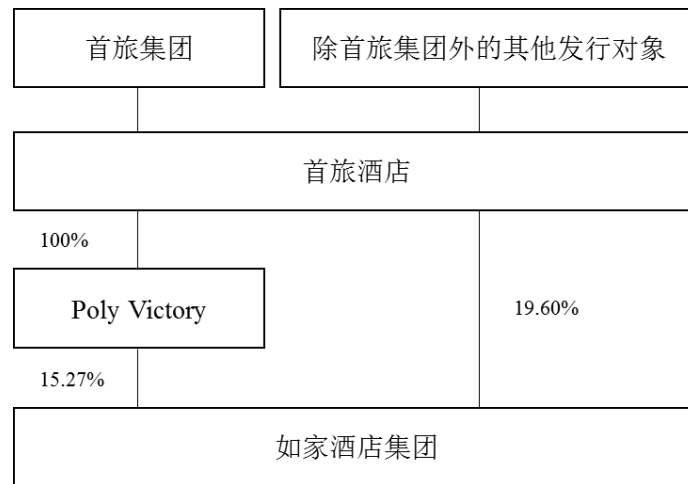 首旅集团
除首旅集团外的其他发行对象
首旅酒店
100%
Poly Victory
19.60%
15.27%
如家酒店集团